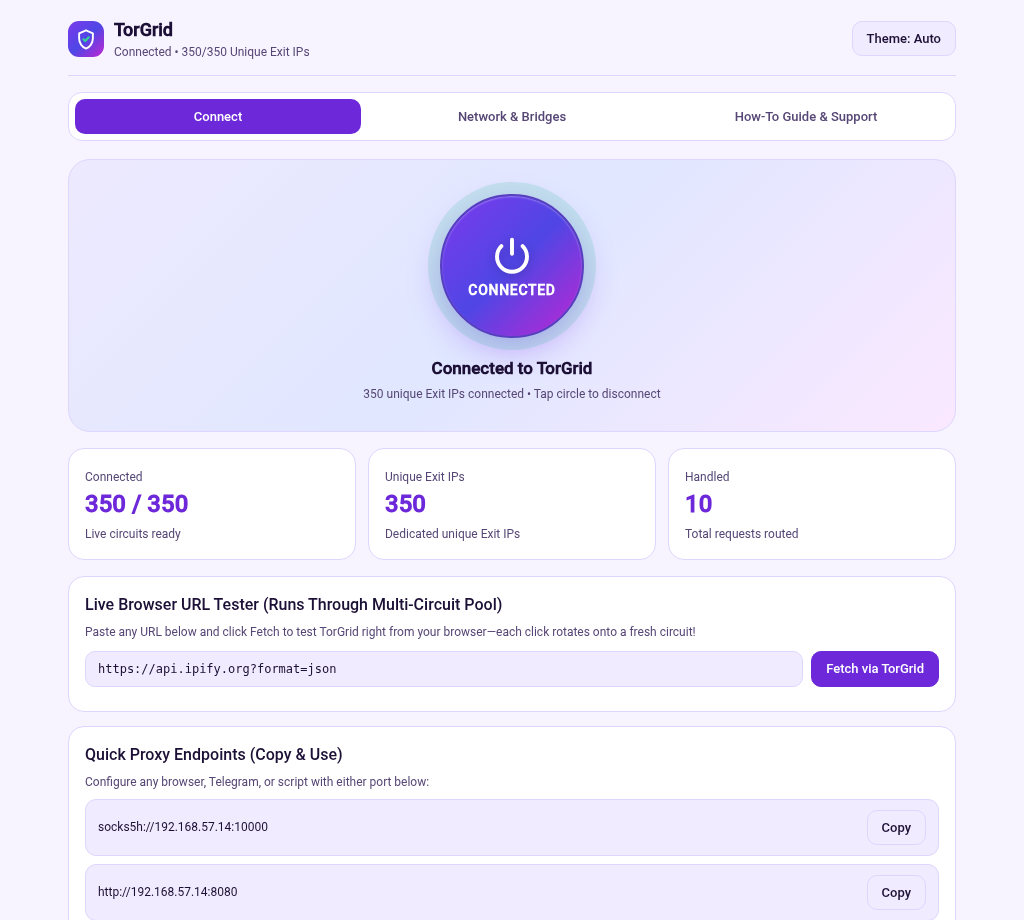 TorGrid
Connected • 350/350 Unique Exit IPs
Theme: Auto
Connect
Network & Bridges
How-To Guide & Support
CONNECTED
Connected to TorGrid
350 unique Exit IPs connected • Tap circle to disconnect
Connected
350 / 350
Live circuits ready
Unique Exit IPs
350
Dedicated unique Exit IPs
Handled
10
Total requests routed
Live Browser URL Tester (Runs Through Multi-Circuit Pool)
Paste any URL below and click Fetch to test TorGrid right from your browser—each click rotates onto a fresh circuit!
https://api.ipify.org?format=json
Fetch via TorGrid
Quick Proxy Endpoints (Copy & Use)
Configure any browser, Telegram, or script with either port below:
socks5h://192.168.57.14:10000
Copy
http://192.168.57.14:8080
Copy